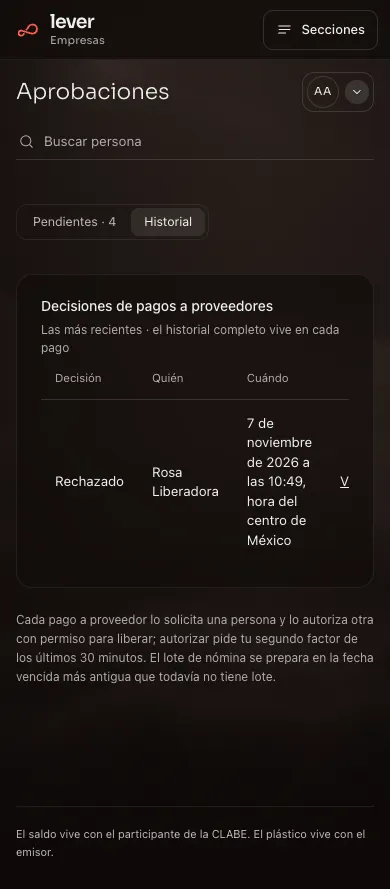 lever
Empresas
Secciones
Aprobaciones
AA
Buscar persona
Pendientes · 4
Historial
Decisiones de pagos a proveedores
Las más recientes · el historial completo vive en cada
pago
Decisión
Quién
Cuándo
Rechazado
Rosa
Liberadora
7 de
noviembre
de 2026 a
las 10:49,
hora del
centro de
México
V
Cada pago a proveedor lo solicita una persona y lo autoriza otra
con permiso para liberar; autorizar pide tu segundo factor de
los últimos 30 minutos. El lote de nómina se prepara en la fecha
vencida más antigua que todavía no tiene lote.
El saldo vive con el participante de la CLABE. El plástico vive con el
emisor.